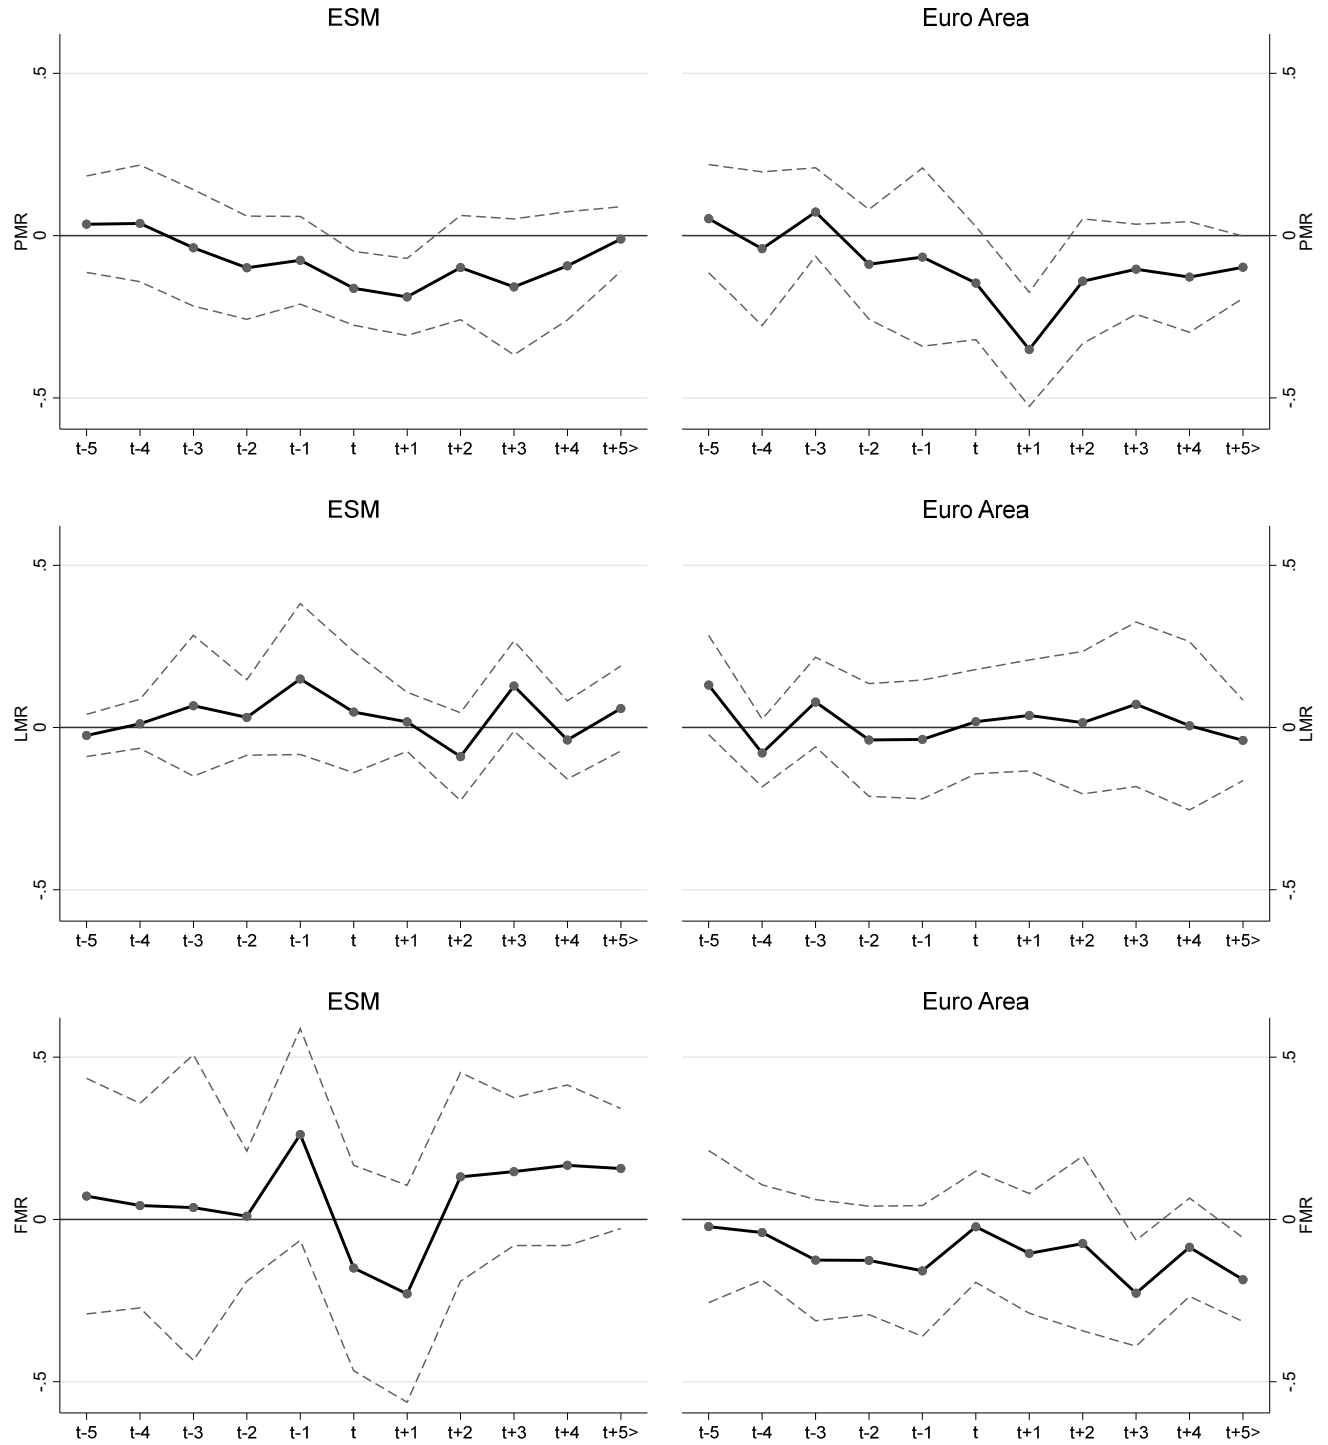 ESM Euro Area
.5 .5
PMR 0 0 PMR
-.5 -.5
t-5 t-4 t-3 t-2 t-1 t t+1 t+2 t+3 t+4 t+5> t-5 t-4 t-3 t-2 t-1 t t+1 t+2 t+3 t+4 t+5>
ESM Euro Area
.5 .5
LMR 0 0 LMR
-.5 -.5
t-5 t-4 t-3 t-2 t-1 t t+1 t+2 t+3 t+4 t+5> t-5 t-4 t-3 t-2 t-1 t t+1 t+2 t+3 t+4 t+5>
ESM Euro Area
.5 .5
FMR 0 0 FMR
-.5 -.5
t-5 t-4 t-3 t-2 t-1 t t+1 t+2 t+3 t+4 t+5> t-5 t-4 t-3 t-2 t-1 t t+1 t+2 t+3 t+4 t+5>